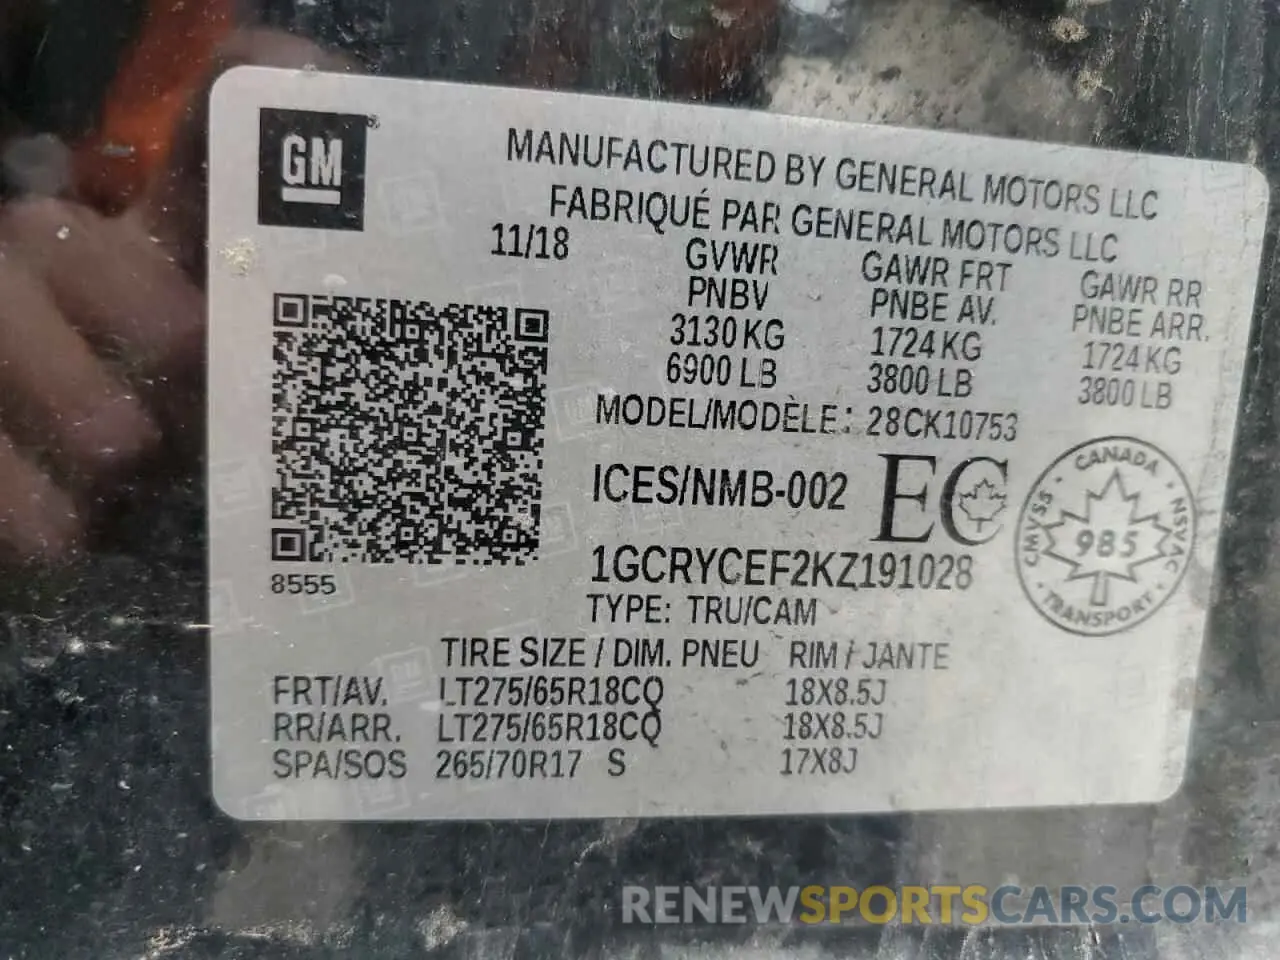 GM
MANUFACTURED BY GENERAL MOTORS LLC
FABRIQUÉ PAR GENERAL MOTORS LLC
11/18 GVWR GAWR FRT GAWR RR
PNBV PNBE AV. PNBE ARR.
3130 KG 1724 KG 1724 KG
6900 LB 3800 LB 3800 LB
MODEL/MODÈLE: 28CK10753
ICES/NMB-002 EC
CANADA
CMVSS 985 NSVAC
TRANSPORT
1GCRYCEF2KZ191028
8555
TYPE: TRU/CAM
TIRE SIZE / DIM. PNEU RIM / JANTE
FRT/AV. LT275/65R18CQ 18X8.5J
RR/ARR. LT275/65R18CQ 18X8.5J
SPA/SOS 265/70R17 S 17X8J
RENEWSPORTSCARS.COM